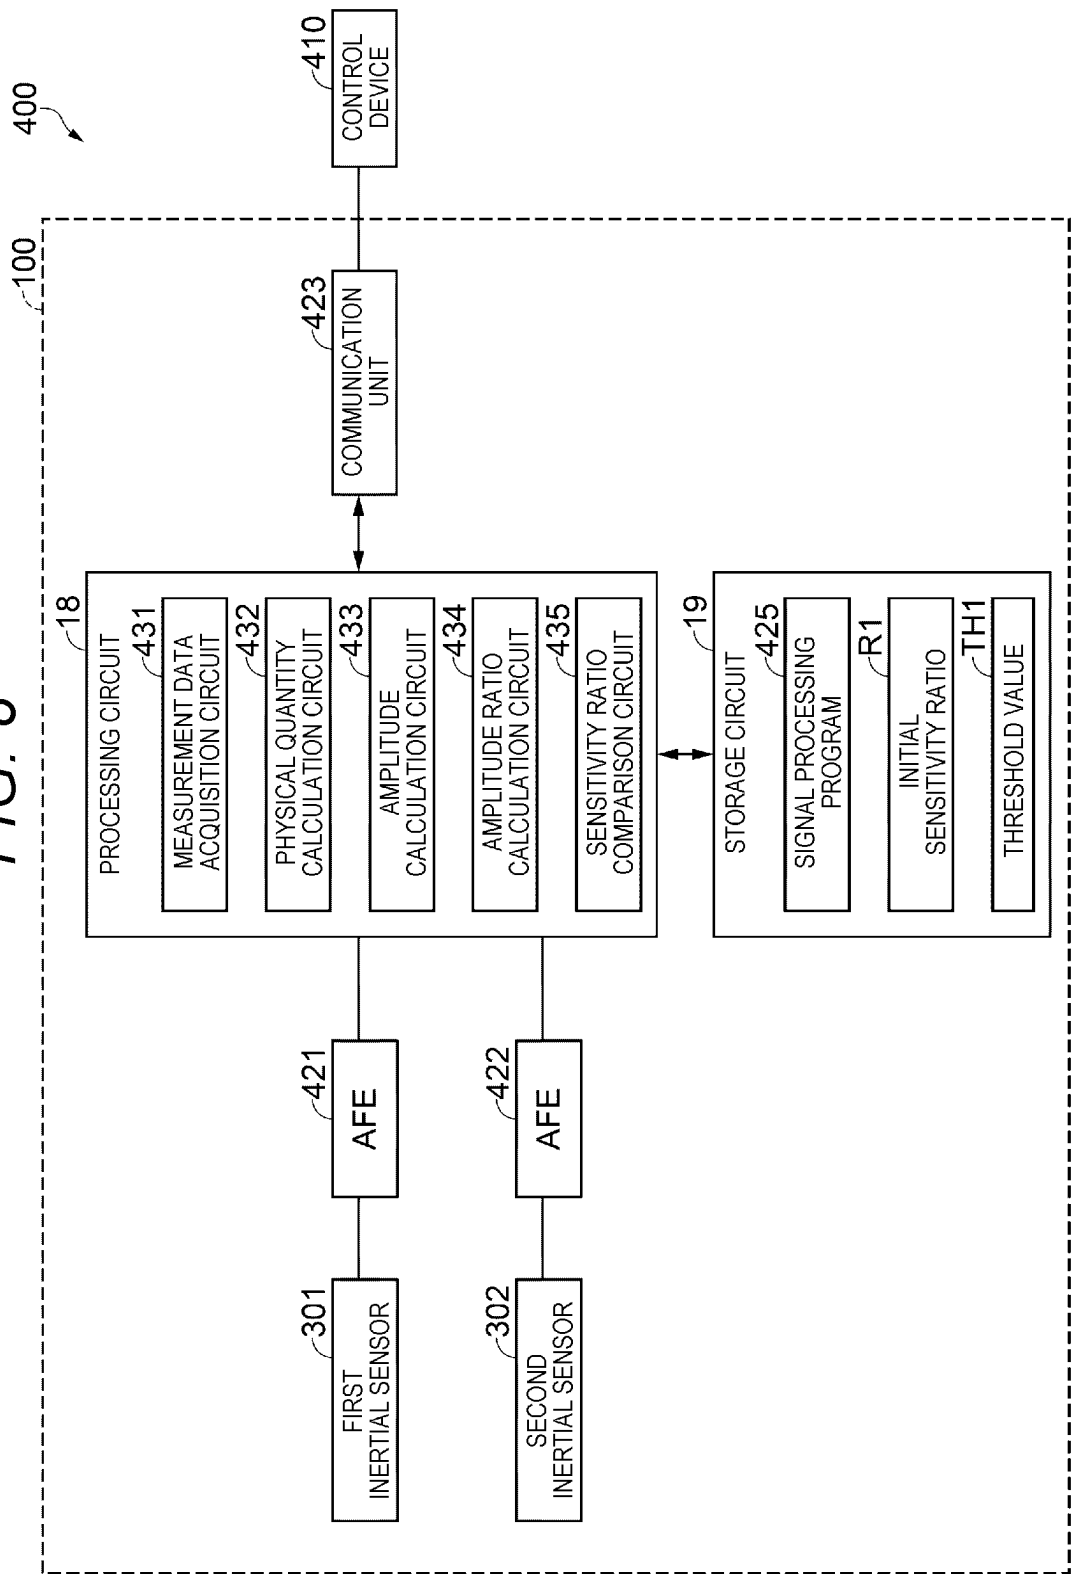 400
100
18
PROCESSING CIRCUIT
431
MEASUREMENT DATA
ACQUISITION CIRCUIT
432
PHYSICAL QUANTITY
CALCULATION CIRCUIT
433
AMPLITUDE
CALCULATION CIRCUIT
434
AMPLITUDE RATIO
CALCULATION CIRCUIT
435
SENSITIVITY RATIO
COMPARISON CIRCUIT
301
FIRST
INERTIAL SENSOR
421
AFE
423
COMMUNICATION
UNIT
410
CONTROL
DEVICE
302
SECOND
INERTIAL SENSOR
422
AFE
19
STORAGE CIRCUIT
425
SIGNAL PROCESSING
PROGRAM
R1
INITIAL
SENSITIVITY RATIO
TH1
THRESHOLD VALUE